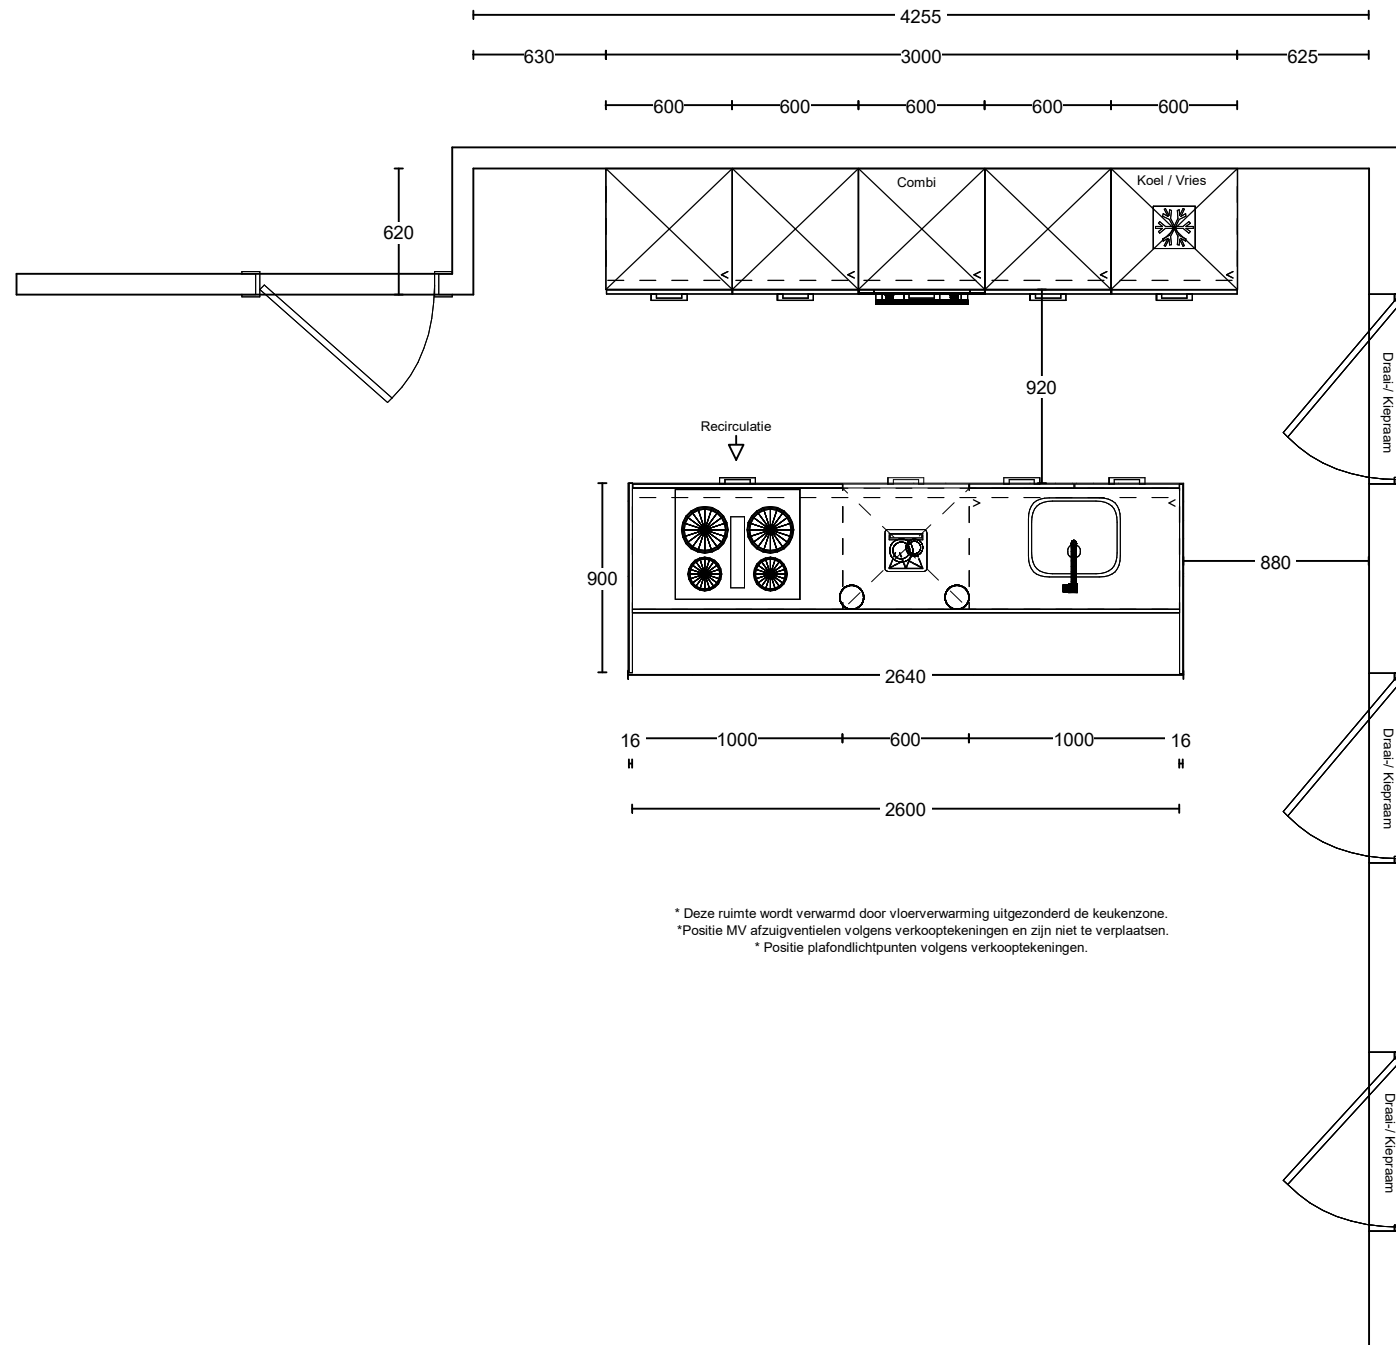 4255
630
3000
625
600
600
600
600
600
Combi
Koel / Vries
620
920
Draai-/ Kiepraam
Recirculatie
900
880
2640
16
1000
600
1000
16
Draai-/ Kiepraam
2600
* Deze ruimte wordt verwarmd door vloerverwarming uitgezonderd de keukenzone.
*Positie MV afzuigventielen volgens verkooptekeningen en zijn niet te verplaatsen.
* Positie plafondlichtpunten volgens verkooptekeningen.
Draai-/ Kiepraam